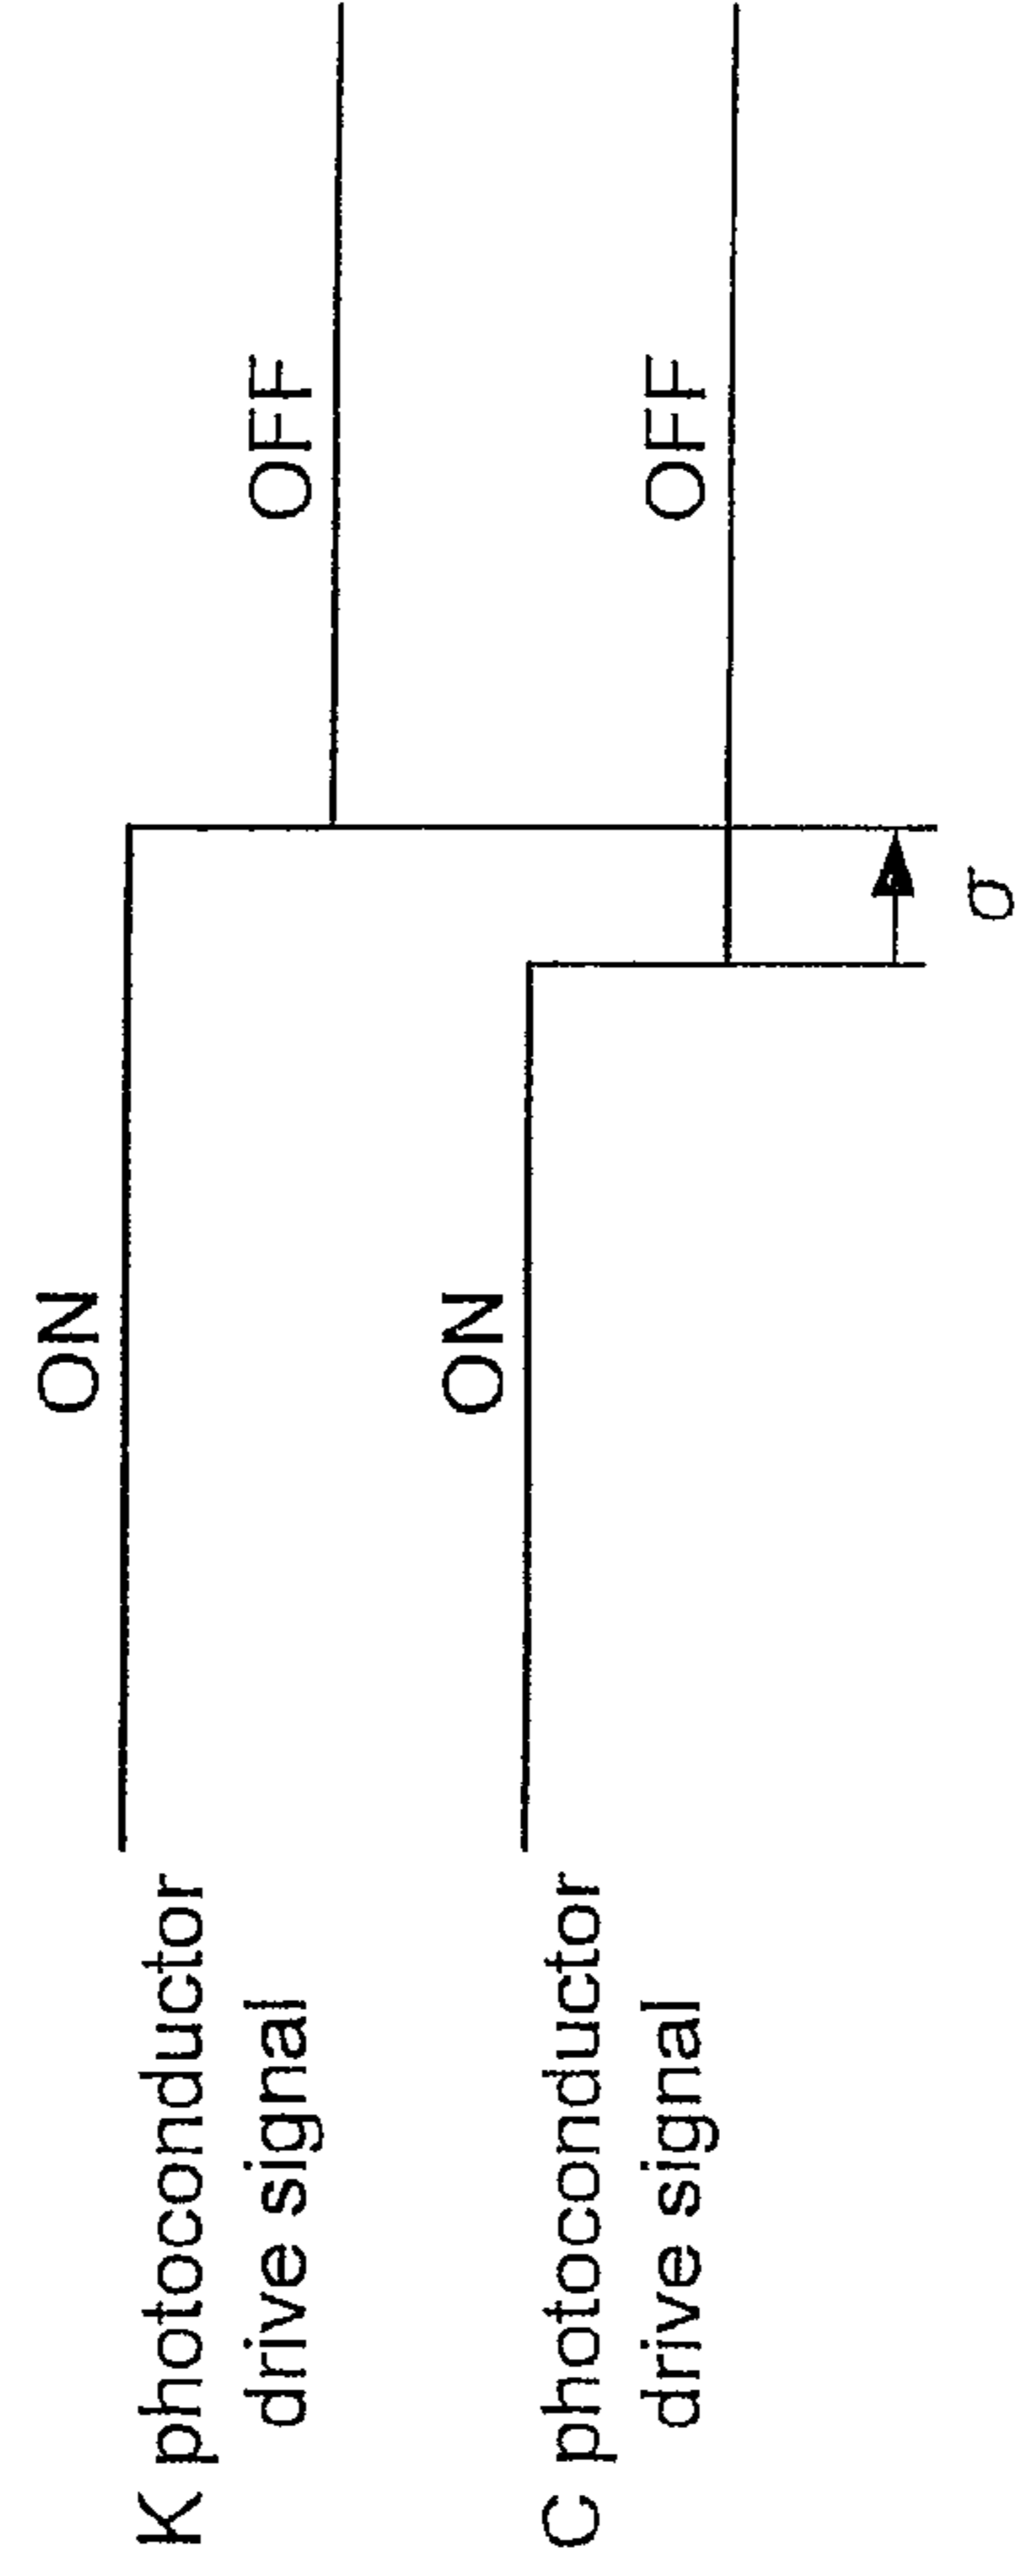 K photoconductor
drive signal
ON
OFF
C photoconductor
drive signal
ON
OFF
σ